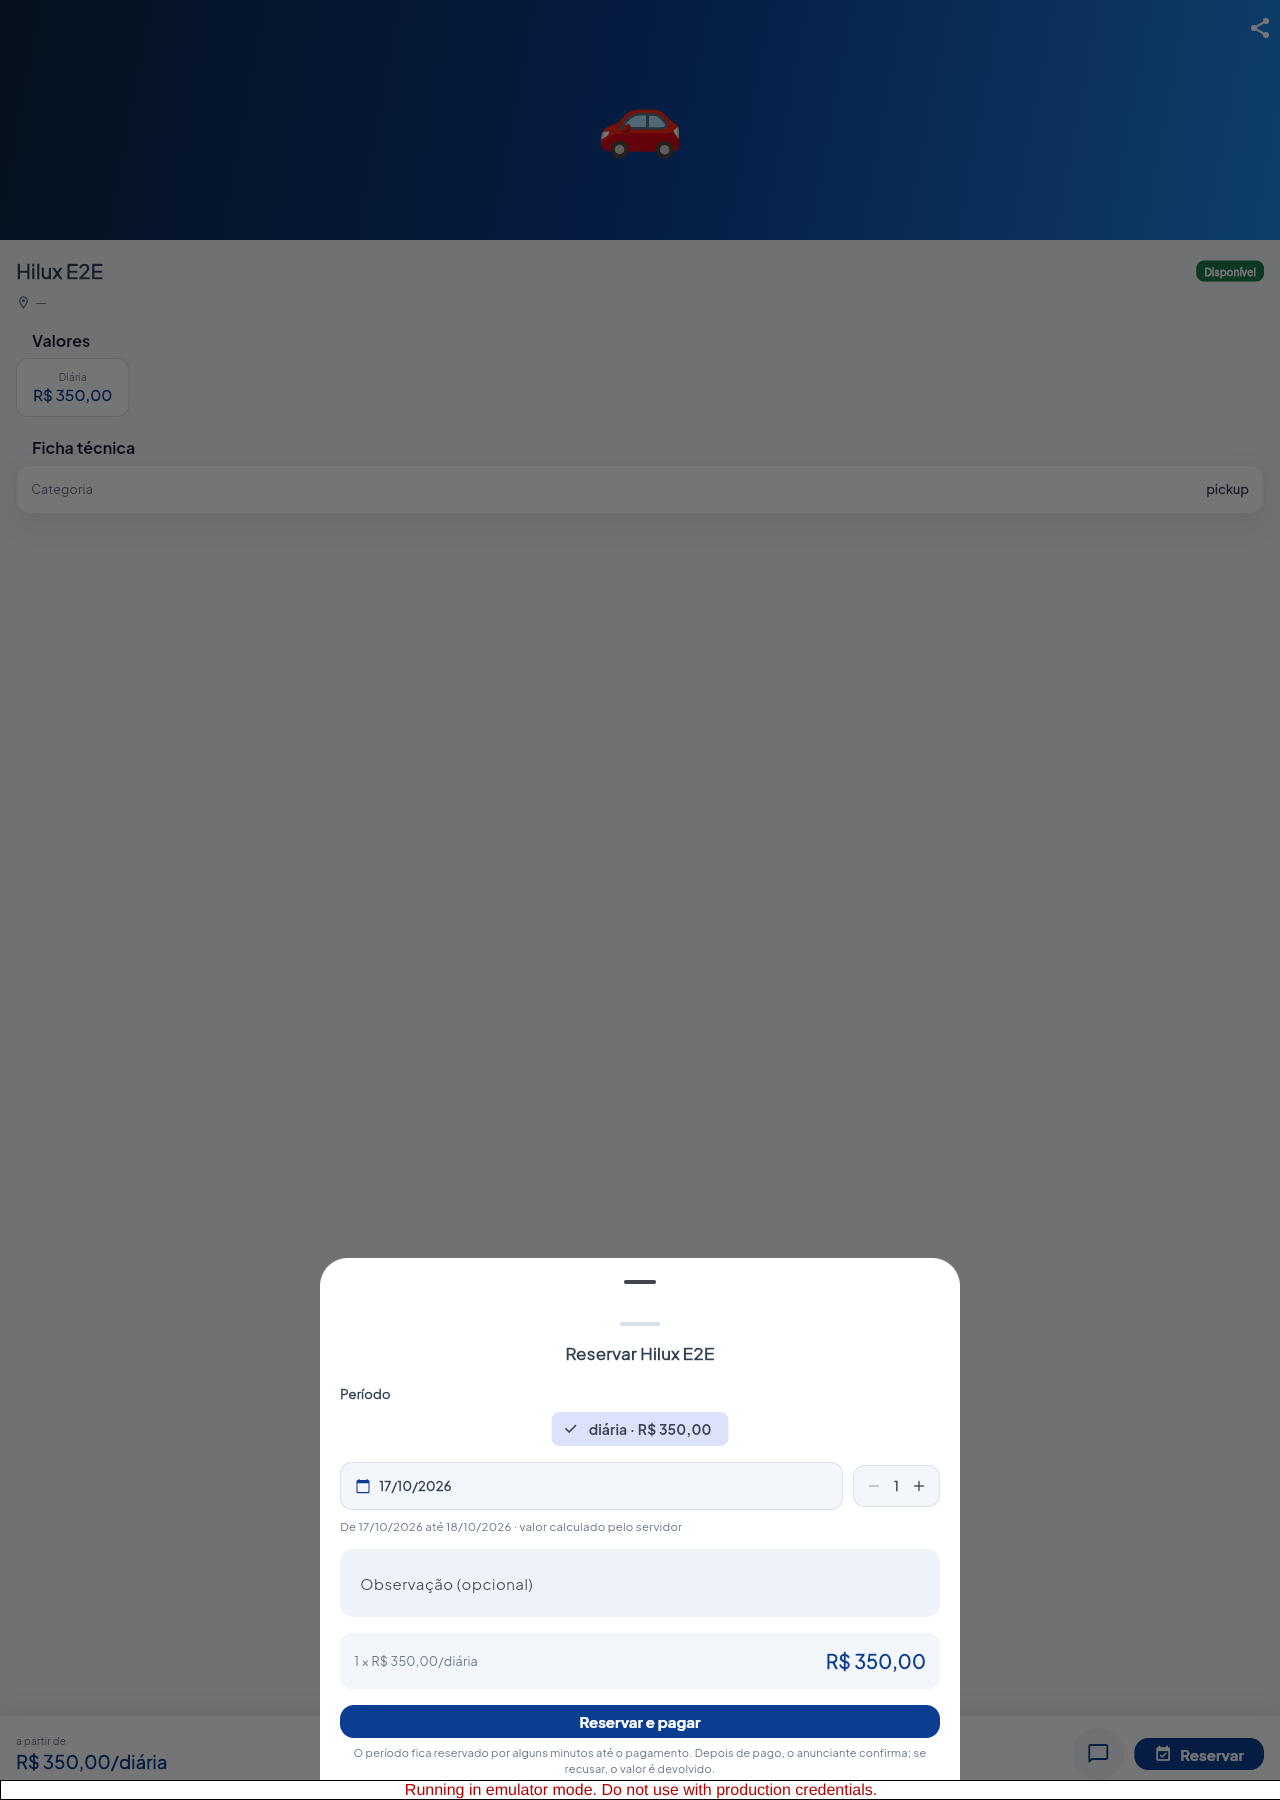 Hilux E2E
Disponível
—
Valores
Diária
R$ 350,00
Ficha técnica
Categoria
pickup
Reservar Hilux E2E
Período
diária · R$ 350,00
17/10/2026
1
De 17/10/2026 até 18/10/2026 · valor calculado pelo servidor
Observação (opcional)
1 × R$ 350,00/diária
R$ 350,00
Reservar e pagar
O período fica reservado por alguns minutos até o pagamento. Depois de pago, o anunciante confirma; se
recusar, o valor é devolvido.
a partir de
R$ 350,00/diária
Reservar
Running in emulator mode. Do not use with production credentials.